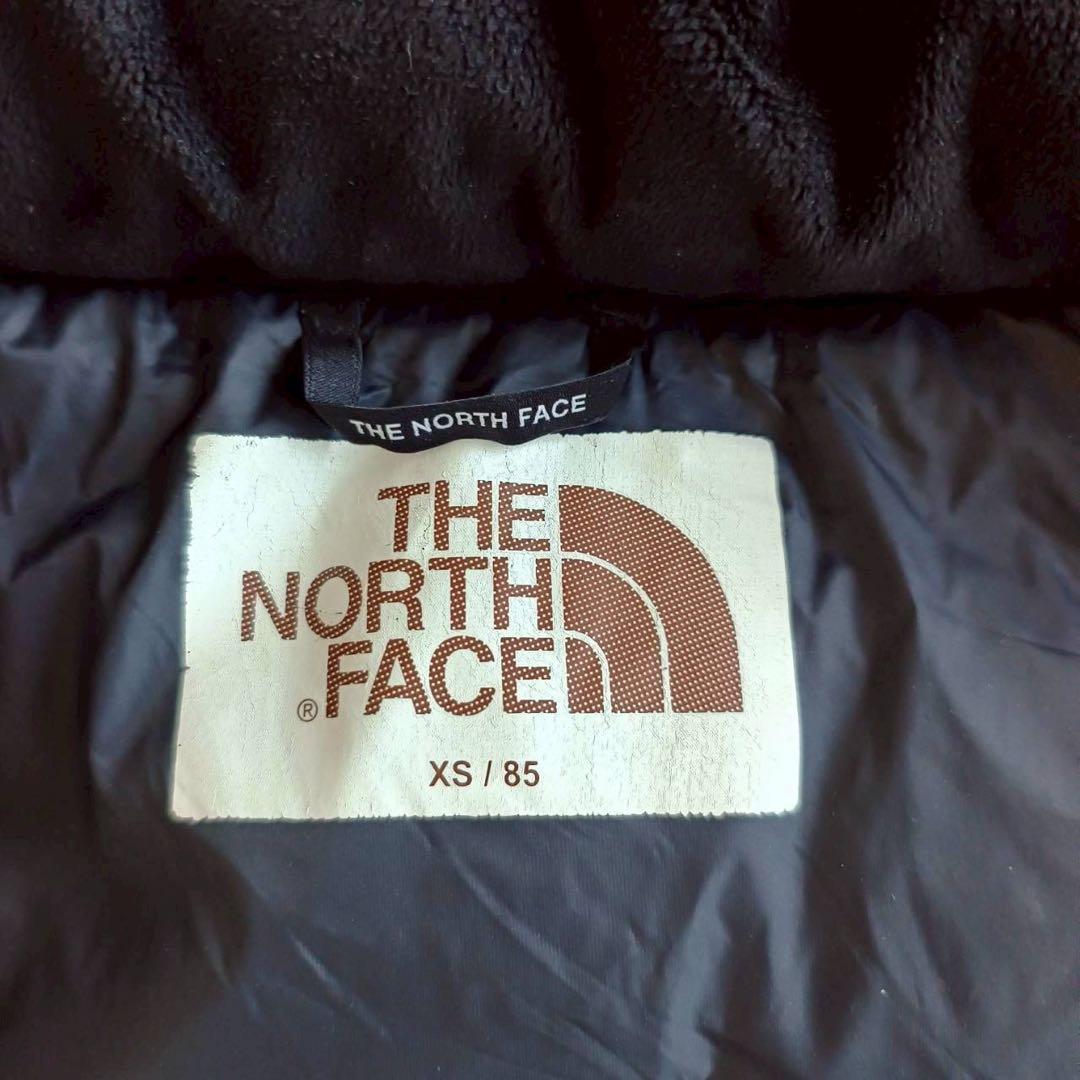 THE NORTH FACE
THE
NORTH
® FACE
XS / 85